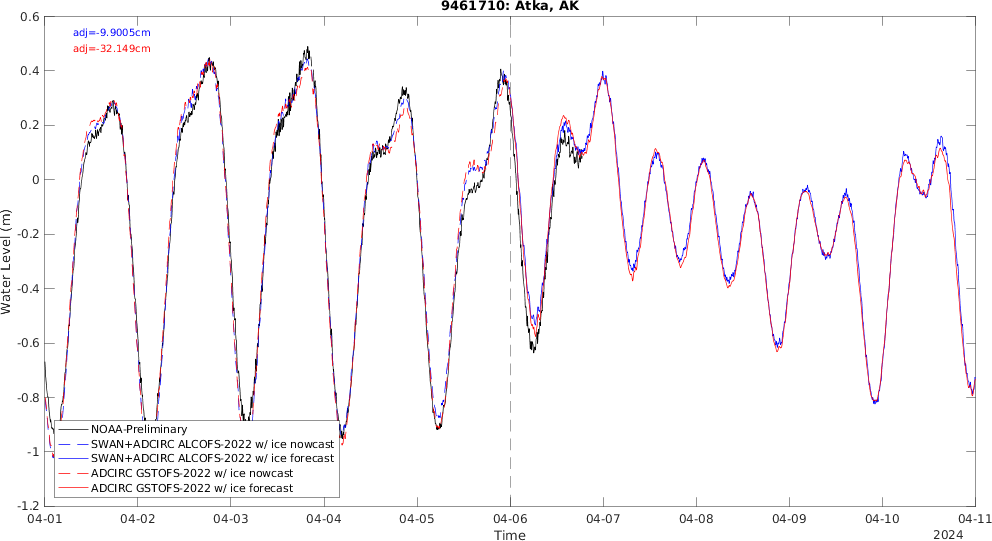 9461710: Atka, AK
adj=-9.9005cm
adj=-32.149cm
0.6
0.4
0.2
0
-0.2
-0.4
-0.6
-0.8
-1
-1.2
Water Level (m)
NOAA-Preliminary
SWAN+ADCIRC ALCOFS-2022 w/ ice nowcast
SWAN+ADCIRC ALCOFS-2022 w/ ice forecast
ADCIRC GSTOFS-2022 w/ ice nowcast
ADCIRC GSTOFS-2022 w/ ice forecast
04-01 04-02 04-03 04-04 04-05 04-06 04-07 04-08 04-09 04-10 04-11
Time
2024